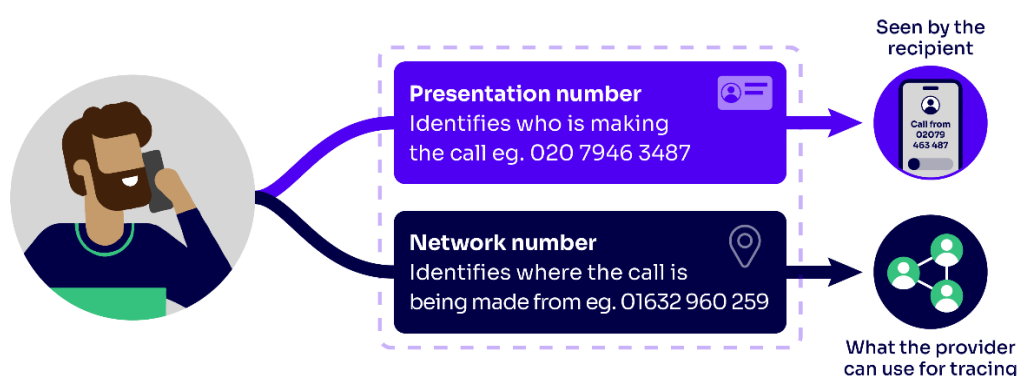 Seen by the
recipient
Presentation number
Identifies who is making
the call eg. 020 7946 3487
Call from
02079
463 487
Network number
Identifies where the call is
being made from eg. 01632 960 259
What the provider
can use for tracing